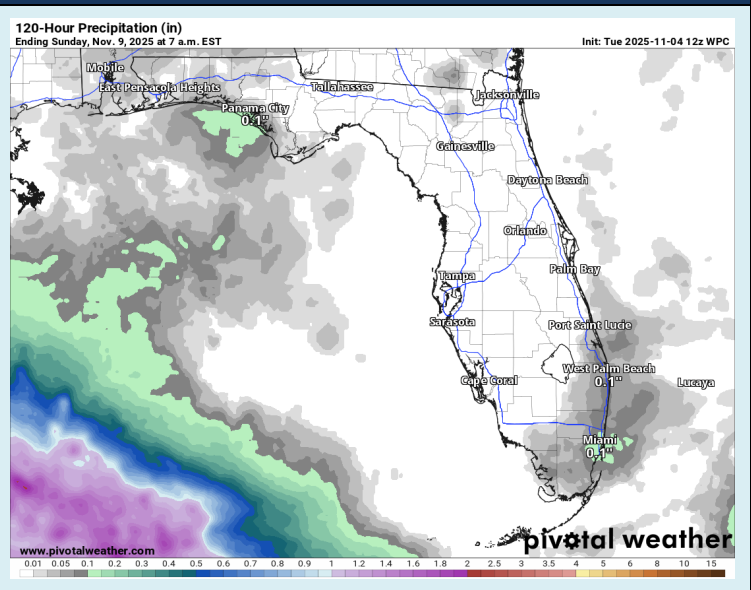 120-Hour Precipitation (in)
Ending Sunday, Nov. 9, 2025 at 7 a.m. EST
Init: Tue 2025-11-04 12z WPC
Mobile
East Pensacola Heights
Tallahassee
Jacksonville
Panama City
0.1"
Gainesville
Daytona Beach
Orlando
Tampa
Palm Bay
Sarasota
Port Saint Lucie
West Palm Beach
0.1"
Cape Coral
Lucaya
Miami
0.1"
pivotal weather
www.pivotalweather.com
0.01 0.05 0.1 0.2 0.3 0.4 0.5 0.6 0.7 0.8 0.9 1 1.2 1.4 1.6 1.8 2 2.5 3 3.5 4 5 6 8 10 15